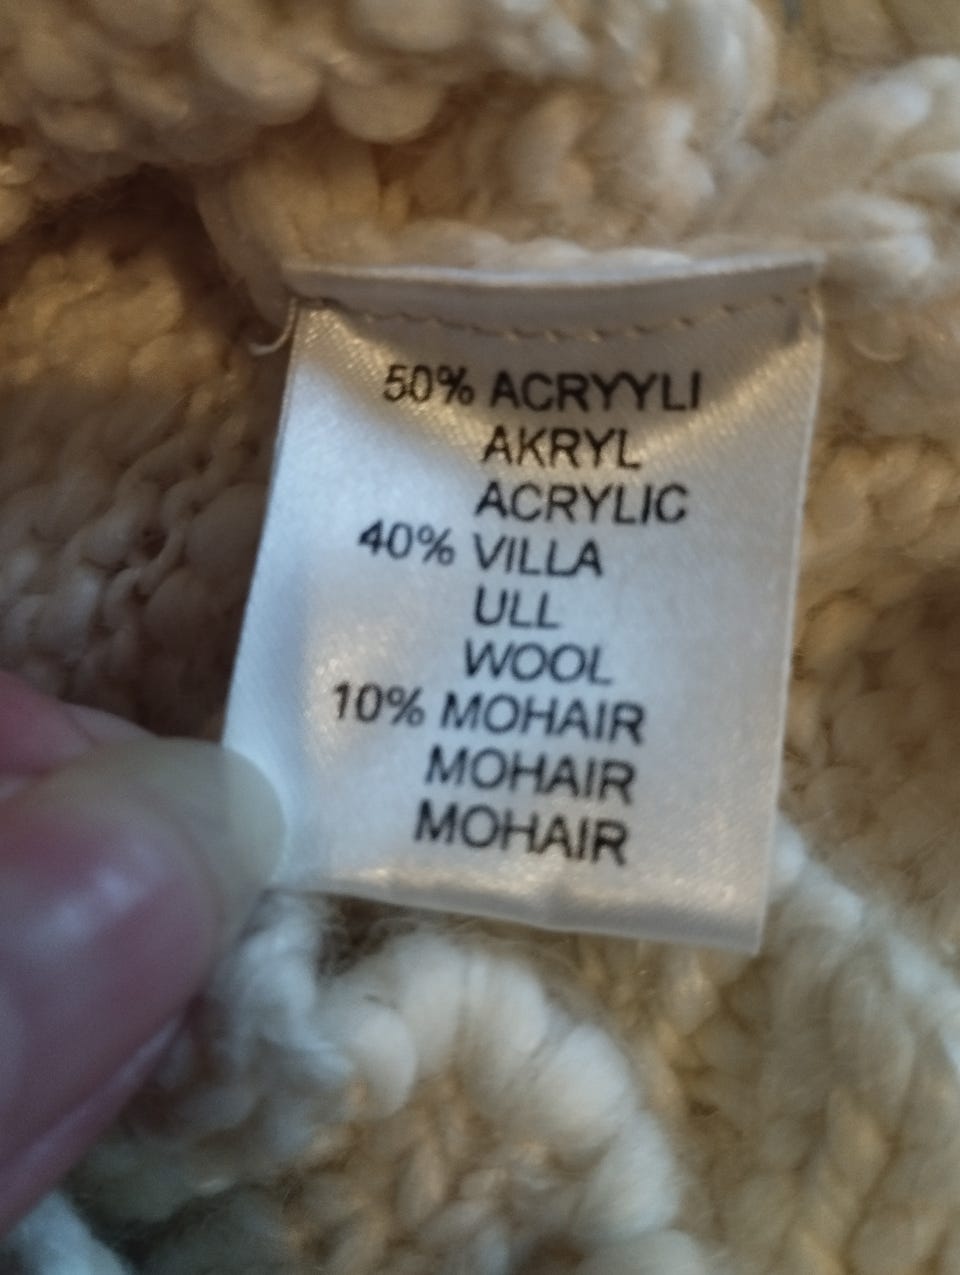 50% ACRYYLI
AKRYL
ACRYLIC
40% VILLA
ULL
WOOL
10% MOHAIR
MOHAIR
MOHAIR